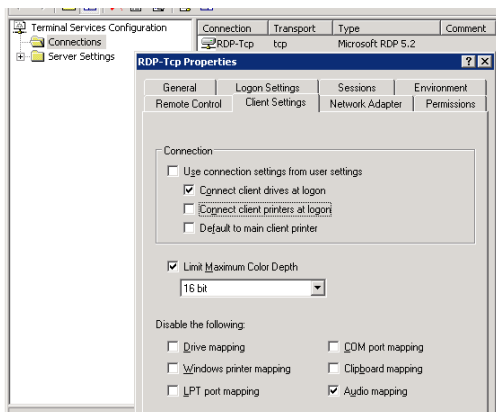 Terminal Services Configuration
Connections
Server Settings
Connection Transport Type Comment
RDP-Tcp tcp Microsoft RDP 5.2
RDP-Tcp Properties
General Logon Settings Sessions Environment
Remote Control Client Settings Network Adapter Permissions
Connection
Use connection settings from user settings
Connect client drives at logon
Connect client printers at logon
Default to main client printer
Limit Maximum Color Depth
16 bit
Disable the following:
Drive mapping COM port mapping
Windows printer mapping Clipboard mapping
LPT port mapping Audio mapping